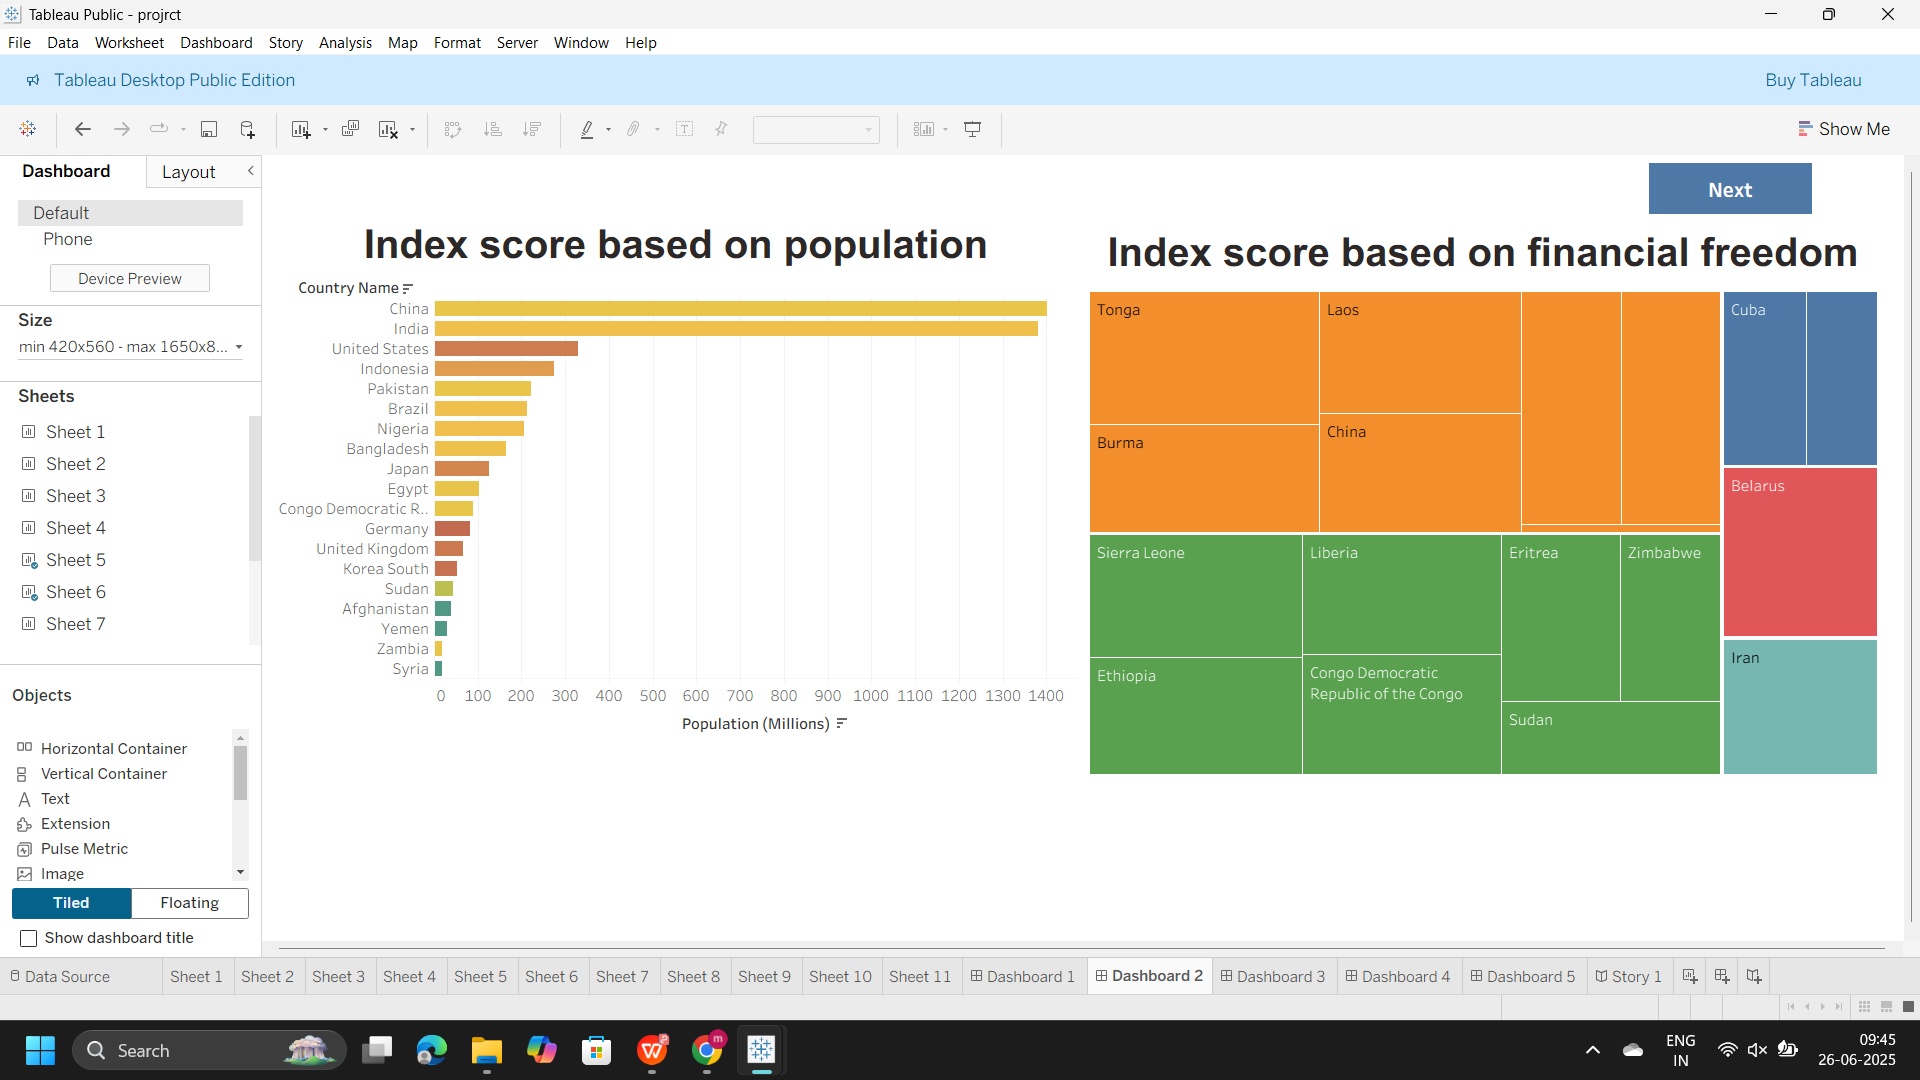 Tableau Public - projrct
File Data Worksheet Dashboard Story Analysis Map Format Server Window Help
Tableau Desktop Public Edition
Buy Tableau
Show Me
Dashboard
Layout
Default
Phone
Device Preview
Size
min 420x560 - max 1650x8...
Sheets
Sheet 1
Sheet 2
Sheet 3
Sheet 4
Sheet 5
Sheet 6
Sheet 7
Objects
Horizontal Container
Vertical Container
Text
Extension
Pulse Metric
Image
Tiled
Floating
Show dashboard title
Next
Index score based on population
Country Name
China
India
United States
Indonesia
Pakistan
Brazil
Nigeria
Bangladesh
Japan
Egypt
Congo Democratic R..
Germany
United Kingdom
Korea South
Sudan
Afghanistan
Yemen
Zambia
Syria
0 100 200 300 400 500 600 700 800 900 1000 1100 1200 1300 1400
Population (Millions)
Index score based on financial freedom
Tonga
Laos
Cuba
Burma
China
Belarus
Sierra Leone
Liberia
Eritrea
Zimbabwe
Iran
Ethiopia
Congo Democratic
Republic of the Congo
Sudan
Data Source Sheet 1 Sheet 2 Sheet 3 Sheet 4 Sheet 5 Sheet 6 Sheet 7 Sheet 8 Sheet 9 Sheet 10 Sheet 11 Dashboard 1 Dashboard 2 Dashboard 3 Dashboard 4 Dashboard 5 Story 1
Search
m
W
ENG
IN
09:45
26-06-2025